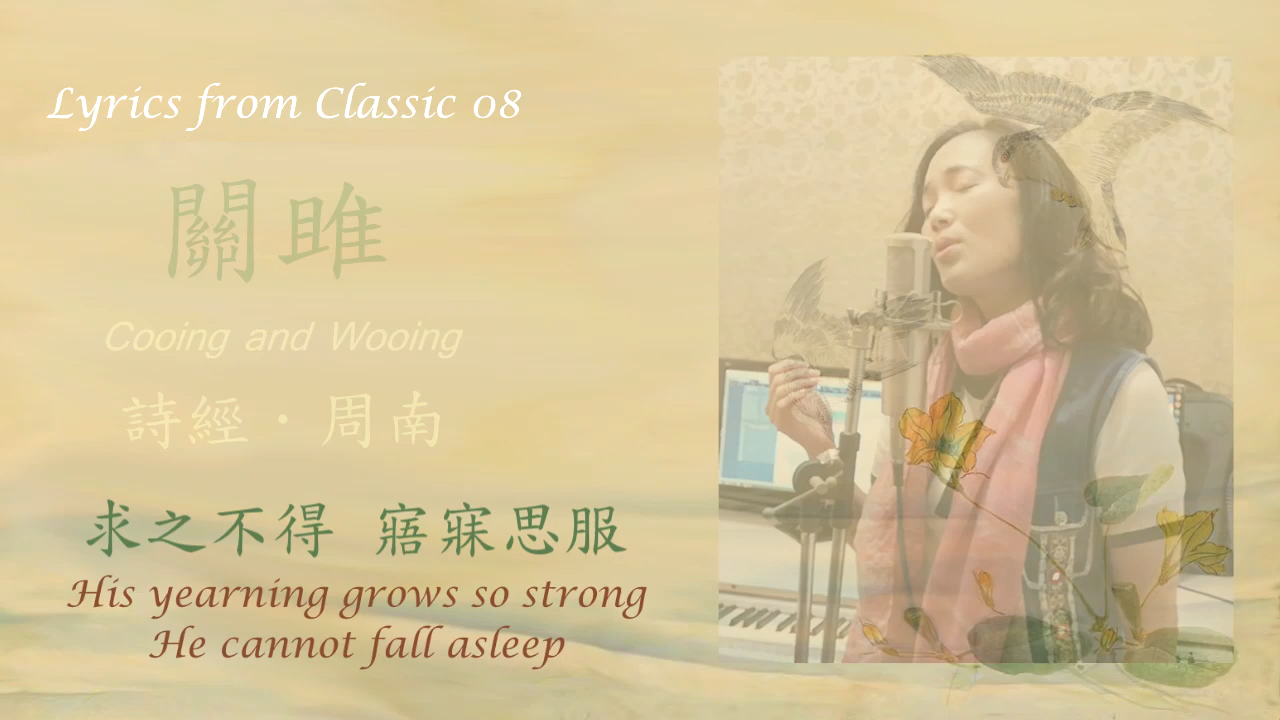 Lyrics from Classic 08
關雎
Cooing and Wooing
詩經·周南
求之不得 寤寐思服
His yearning grows so strong
He cannot fall asleep